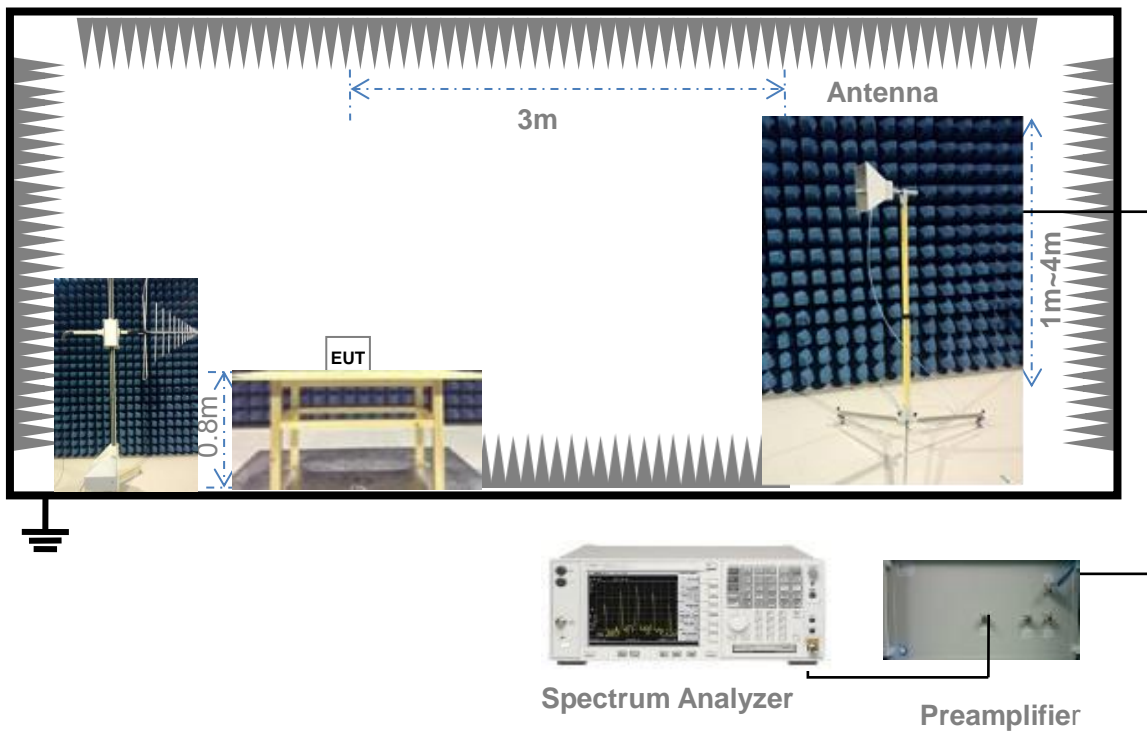 Antenna
3m
1m~4m
EUT
0.8m
Spectrum Analyzer
Preamplifier